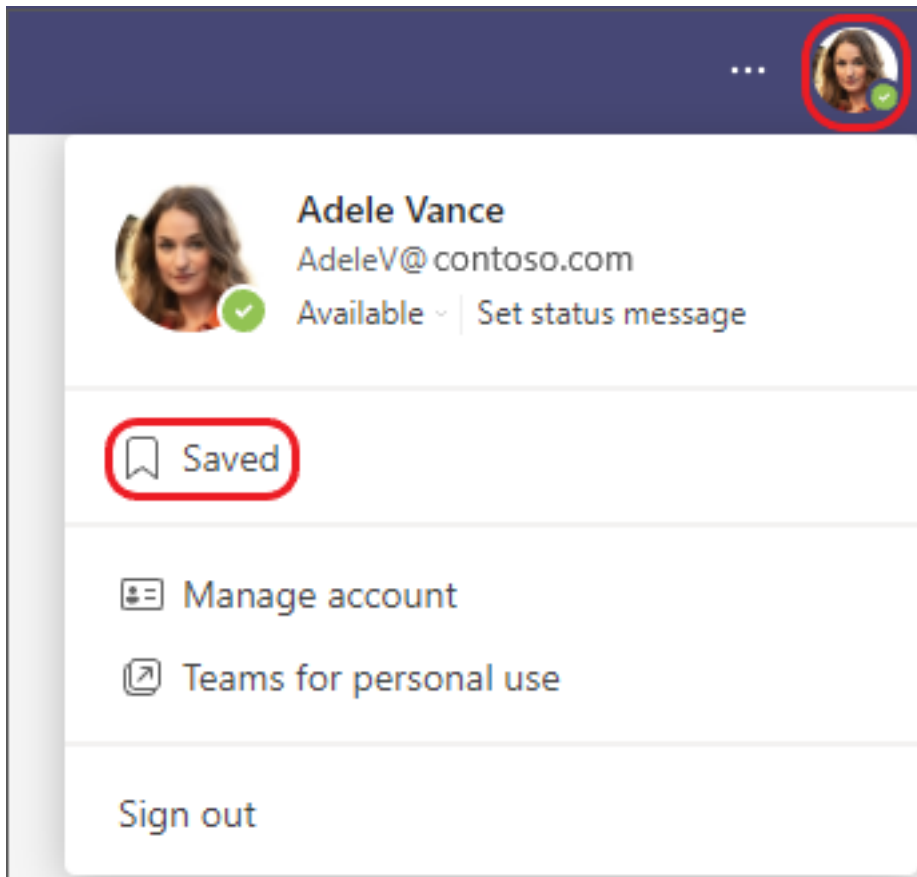 ...
Adele Vance
AdeleV@contoso.com
Available Set status message
Saved
Manage account
Teams for personal use
Sign out